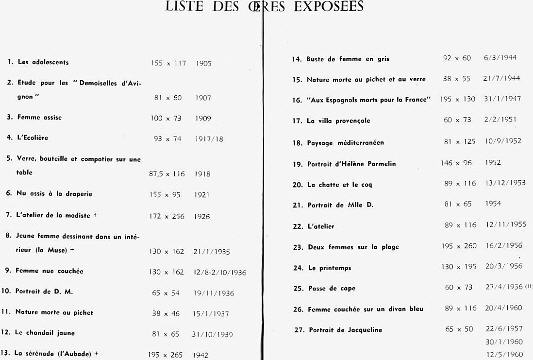 LISTE DES ŒRES EXPOSÉES
1. Les adolescents 155 x 117 1905
2. Etude pour les "Demoiselles d'Avi-
gnon" 81 x 60 1907
3. Femme assise 100 x 73 1909
4. L'Ecolière 93 x 74 1917/18
5. Verre, bouteille et compotier sur une
table 87,5 x 116 1918
6. Nu assis à la draperie 155 x 95 1921
7. L'atelier de la modiste + 172 x 256 1926
8. Jeune femme dessinant dans un inté-
rieur (la Muse) 130 x 162 21/1/1935
9. Femme nue couchée 130 x 162 12/8-2/10/1936
10. Portrait de D. M. 65 x 54 19/11/1936
11. Nature morte au pichet 38 x 46 15/1/1937
12. Le chandail jaune 81 x 65 31/10/1939
13. La sérénade (l'Aubade) + 195 x 265 1942
14. Buste de femme en gris 92 x 60 6/3/1944
15. Nature morte au pichet et au verre 38 x 55 21/7/1944
16. "Aux Espagnols morts pour la France" 195 x 130 31/1/1947
17. La villa provençale 60 x 73 2/2/1951
18. Paysage méditerranéen 81 x 125 10/9/1952
19. Portrait d'Hélène Parmelin 146 x 96 1952
20. La chatte et le coq 89 x 116 13/12/1953
21. Portrait de Mlle D. 81 x 65 1954
22. L'atelier 89 x 116 12/11/1955
23. Deux femmes sur la plage 195 x 260 16/2/1956
24. Le printemps 130 x 195 20/3/1956
25. Passe de cape 60 x 73 27/4/1956
26. Femme couchée sur un divan bleu 89 x 116 20/4/1960
27. Portrait de Jacqueline 65 x 50 22/6/1957
30/1/1960
12/5/1960